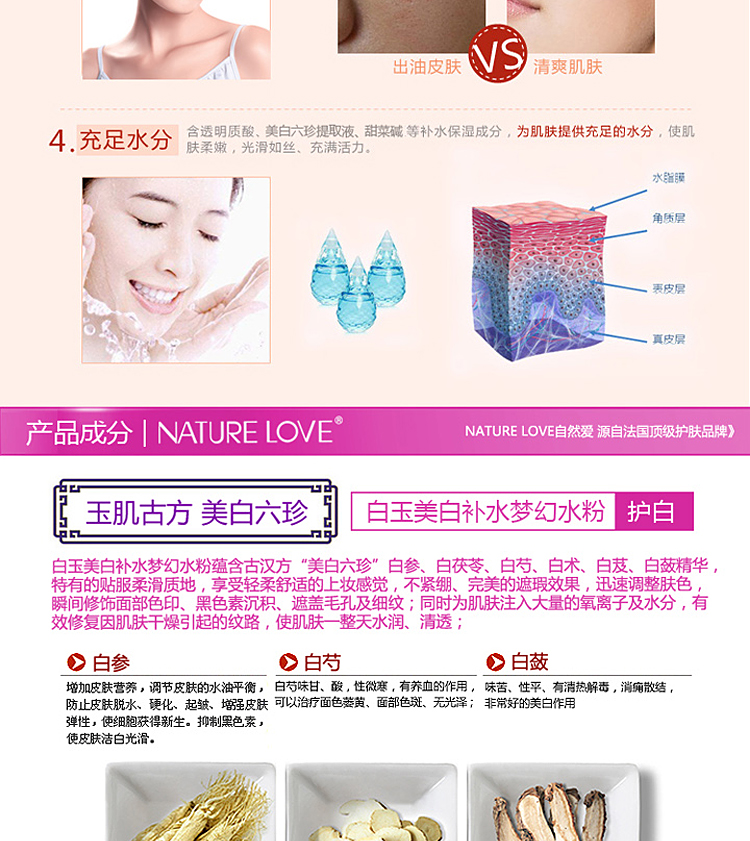 出油皮肤 VS 清爽肌肤
4.充足水分
含透明质酸、美白六珍提取液、甜菜碱 等补水保湿成分，为肌肤提供充足的水分，使肌
肤柔嫩，光滑如丝、充满活力。
水脂膜
角质层
表皮层
真皮层
产品成分 | NATURE LOVE®
NATURE LOVE自然爱 源自法国顶级护肤品牌》
玉肌古方 美白六珍
白玉美白补水梦幻水粉 护白
白玉美白补水梦幻水粉蕴含古汉方“美白六珍”白参、白茯苓、白芍、白术、白芨、白蔹精华，
特有的贴服柔滑质地，享受轻柔舒适的上妆感觉，不紧绷、完美的遮瑕效果，迅速调整肤色，
瞬间修饰面部色印、黑色素沉积、遮盖毛孔及细纹；同时为肌肤注入大量的氧离子及水分，有
效修复因肌肤干燥引起的纹路，使肌肤一整天水润、清透；
白参
增加皮肤营养，调节皮肤的水油平衡，
防止皮肤脱水、硬化、起皱、增强皮肤
弹性，使细胞获得新生。抑制黑色素，
使皮肤洁白光滑。
白芍
白芍味甘、酸，性微寒，有养血的作用，
可以治疗面色萎黄、面部色斑、无光泽；
白蔹
味苦、性平、有清热解毒，消痈散结，
非常好的美白作用